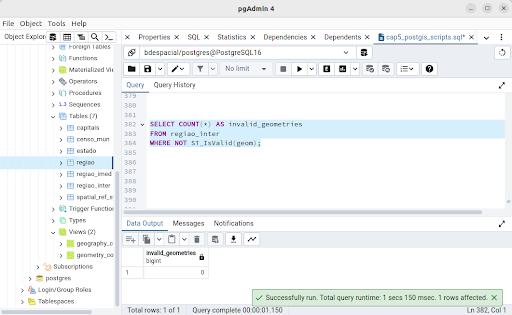 pgAdmin 4
File Object Tools Help
Object Explorer
Properties Statistics Dependencies Dependents cap5_postgis_scripts.sql*
Foreign Tables
Functions
Materialized View
Operators
Procedures
Sequences
Tables (7)
capitais
censo_mun
estado
regiao
regiao_imed
regiao_inter
spatial_ref_s
Trigger Function
Types
Views (2)
geography_c
geometry_co
Subscriptions
postgres
Login/Group Roles
Tablespaces
bdespacial/postgres@PostgreSQL16
No limit
Query Query History
379
380
381
382 SELECT COUNT(*) AS invalid_geometries
383 FROM regiao_inter
384 WHERE NOT ST_IsValid(geom);
385
386
387
388
389
390
Data Output Messages Notifications
invalid_geometries
bigint
1 0
Successfully run. Total query runtime: 1 secs 150 msec. 1 rows affected.
Total rows: 1 of 1 Query complete 00:00:01.150 Ln 382, Col 1